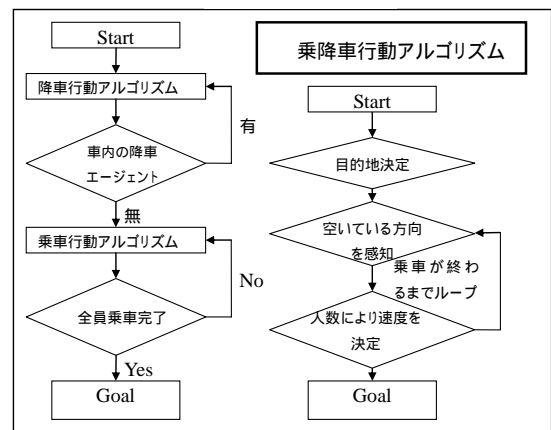 Start
降車行動アルゴリズム
有
車内の降車
エージェント
無
乗車行動アルゴリズム
No
全員乗車完了
Yes
Goal
乗降車行動アルゴリズム
Start
目的地決定
空いている方向
を感知
乗車が終わ
るまでループ
人数により速度を
決定
Goal